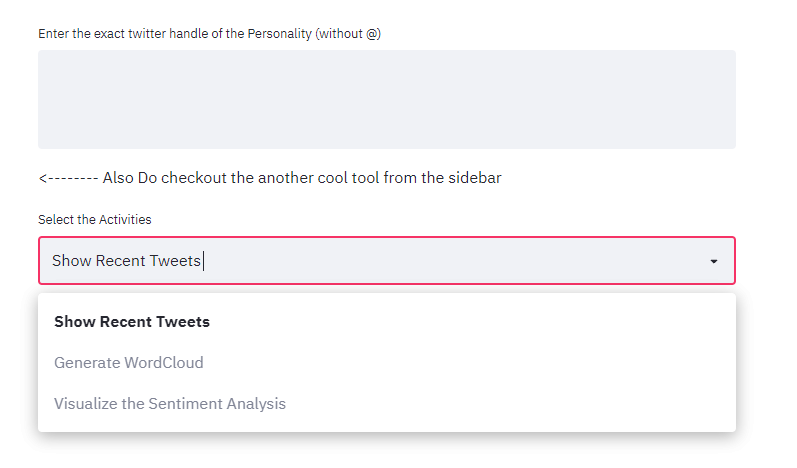 Enter the exact twitter handle of the Personality (without @)
<-------- Also Do checkout the another cool tool from the sidebar
Select the Activities
Show Recent Tweets
Show Recent Tweets
Generate WordCloud
Visualize the Sentiment Analysis